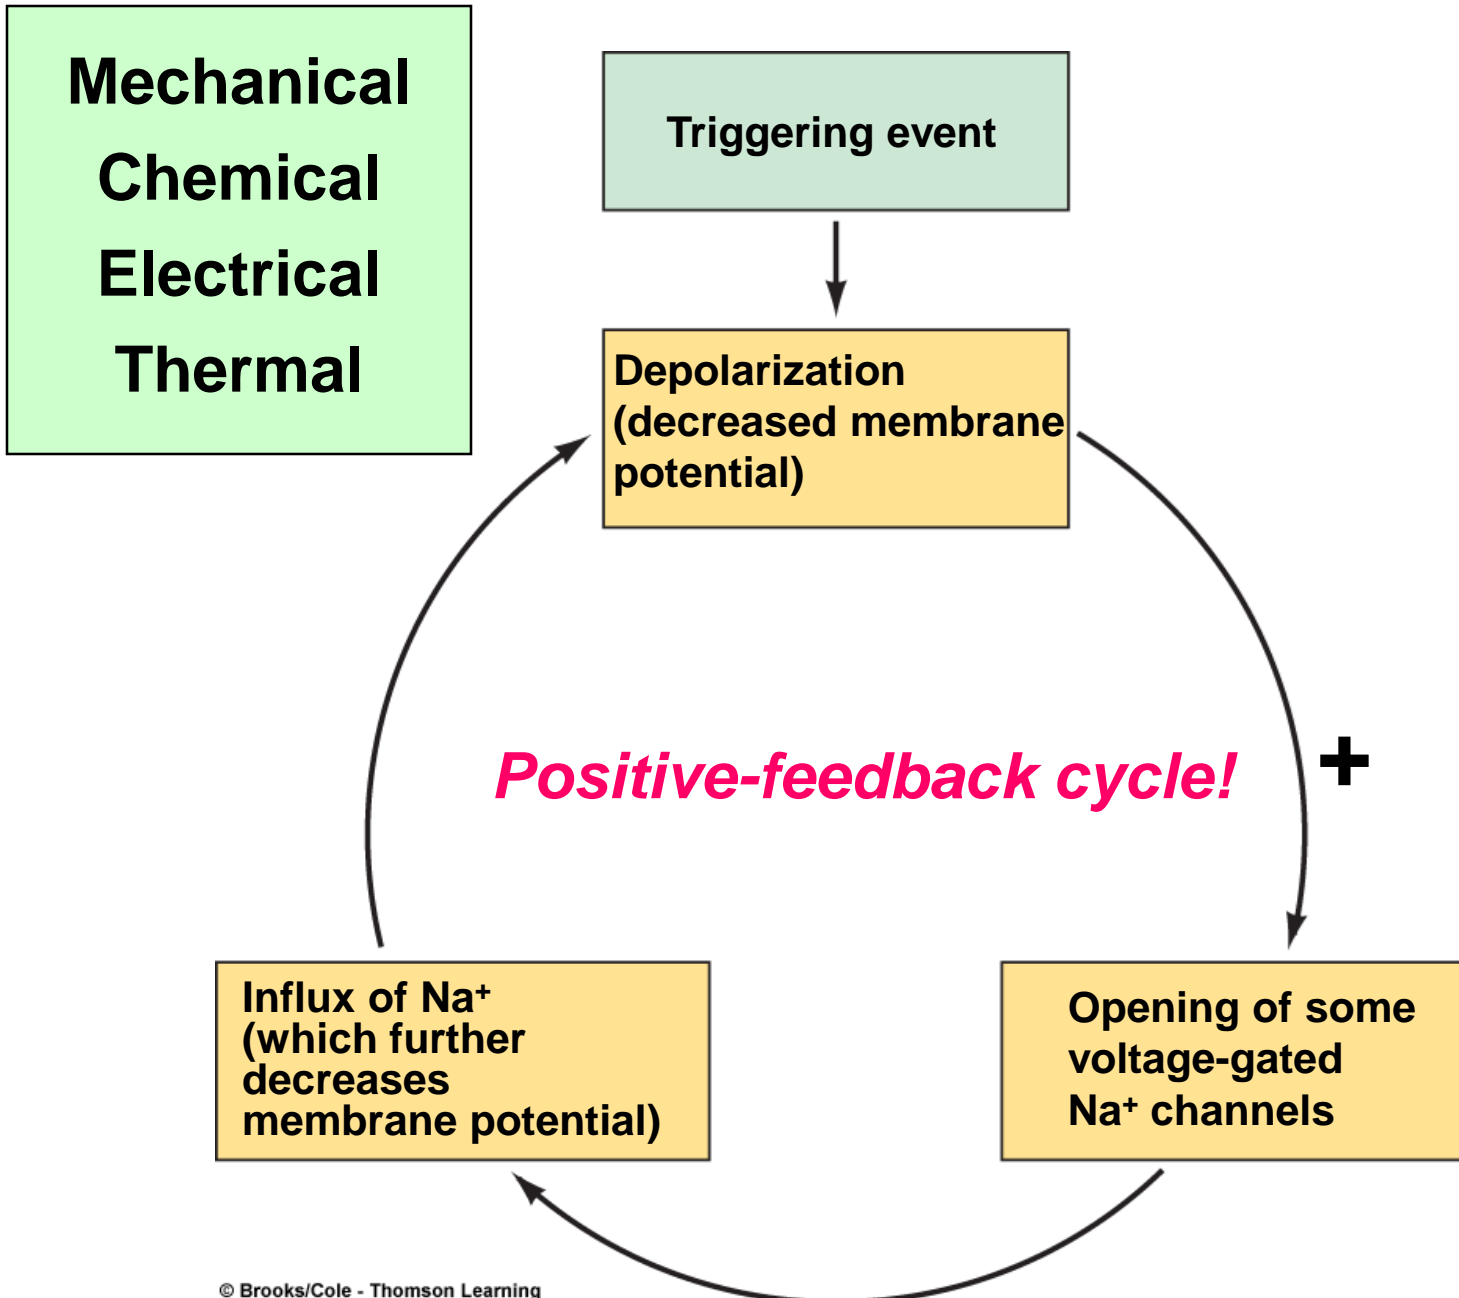 Mechanical
Chemical
Electrical
Thermal
Triggering event
Depolarization
(decreased membrane
potential)
Positive-feedback cycle!
+
Influx of Na⁺
(which further
decreases
membrane potential)
Opening of some
voltage-gated
Na⁺ channels
© Brooks/Cole - Thomson Learning